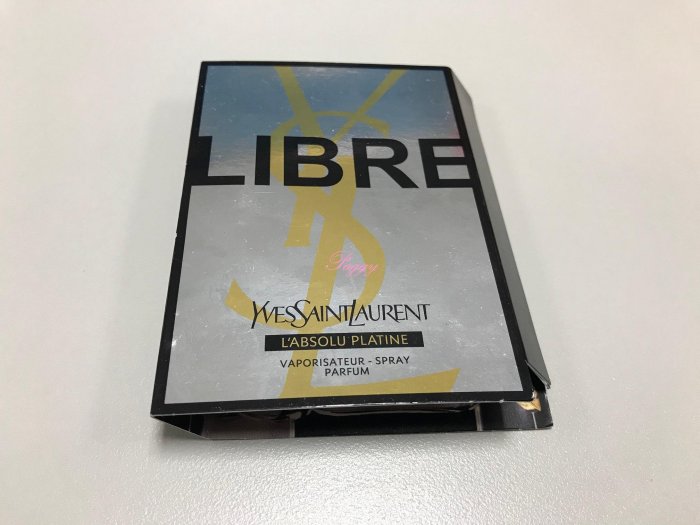 LIBRE
Peggy
YVESSAINTLAURENT
L'ABSOLU PLATINE
VAPORISATEUR - SPRAY
PARFUM